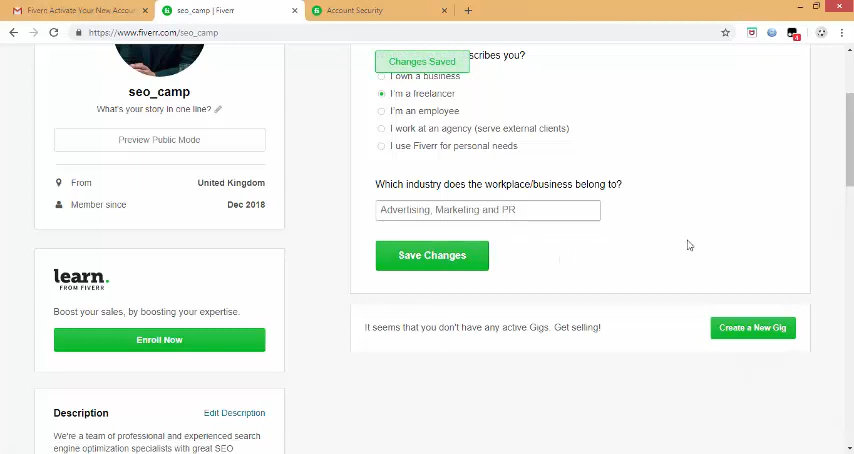 Fiverr: Activate Your New Accou
seo_camp | Fiverr
Account Security
https://www.fiverr.com/seo_camp
scribes you?
Changes Saved
I own a business
I'm a freelancer
I'm an employee
I work at an agency (serve external clients)
I use Fiverr for personal needs
Which industry does the workplace/business belong to?
Advertising, Marketing and PR
Save Changes
It seems that you don't have any active Gigs. Get selling!
Create a New Gig
seo_camp
What's your story in one line?
Preview Public Mode
From United Kingdom
Member since Dec 2018
learn.
FROM FIVERR
Boost your sales, by boosting your expertise.
Enroll Now
Description Edit Description
We're a team of professional and experienced search
engine optimization specialists with great SEO